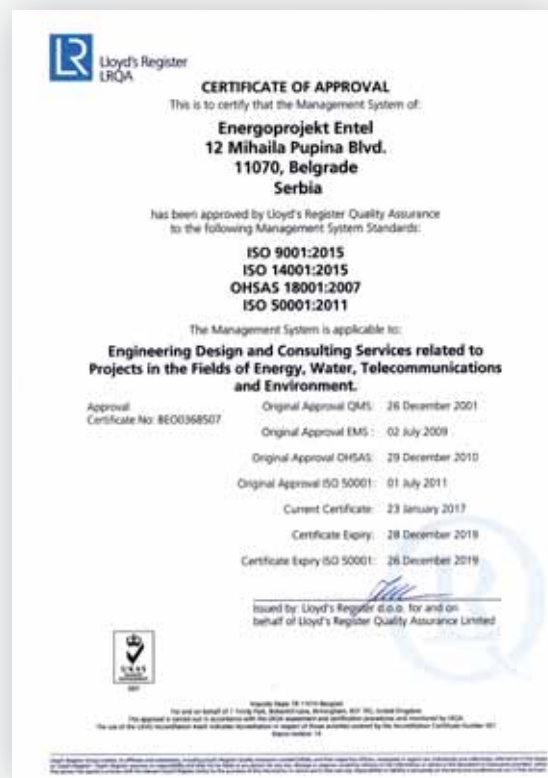 LR
Lloyd's Register
LRQA
CERTIFICATE OF APPROVAL
This is to certify that the Management System of:
Energoprojekt Entel
12 Mihaila Pupina Blvd.
11070, Belgrade
Serbia
has been approved by Lloyd's Register Quality Assurance
to the following Management System Standards:
ISO 9001:2015
ISO 14001:2015
OHSAS 18001:2007
ISO 50001:2011
The Management System is applicable to:
Engineering Design and Consulting Services related to
Projects in the Fields of Energy, Water, Telecommunications
and Environment.
Approval
Certificate No: BEO0368507
Original Approval QMS: 26 December 2001
Original Approval EMS : 02 July 2009
Original Approval OHSAS: 29 December 2010
Original Approval ISO 50001: 01 July 2011
Current Certificate: 23 January 2017
Certificate Expiry: 28 December 2019
Certificate Expiry ISO 50001: 26 December 2019
Issued by: Lloyd's Register d.o.o. for and on
behalf of Lloyd's Register Quality Assurance Limited
UKAS
001